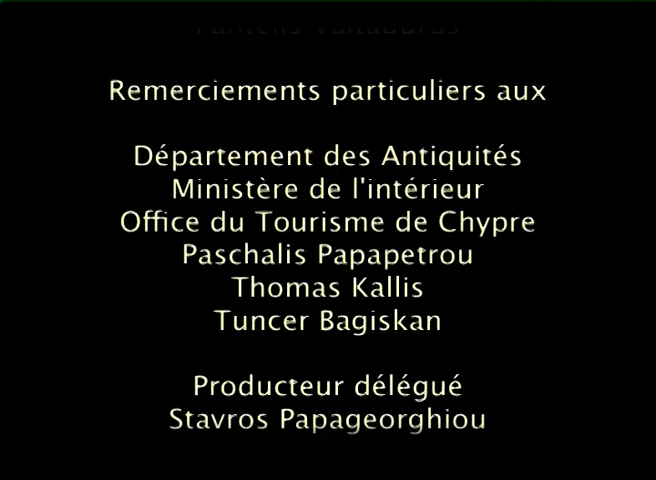 Remerciements particuliers aux
Département des Antiquités
Ministère de l'intérieur
Office du Tourisme de Chypre
Paschalis Papapetrou
Thomas Kallis
Tuncer Bagiskan
Producteur délégué
Stavros Papageorghiou